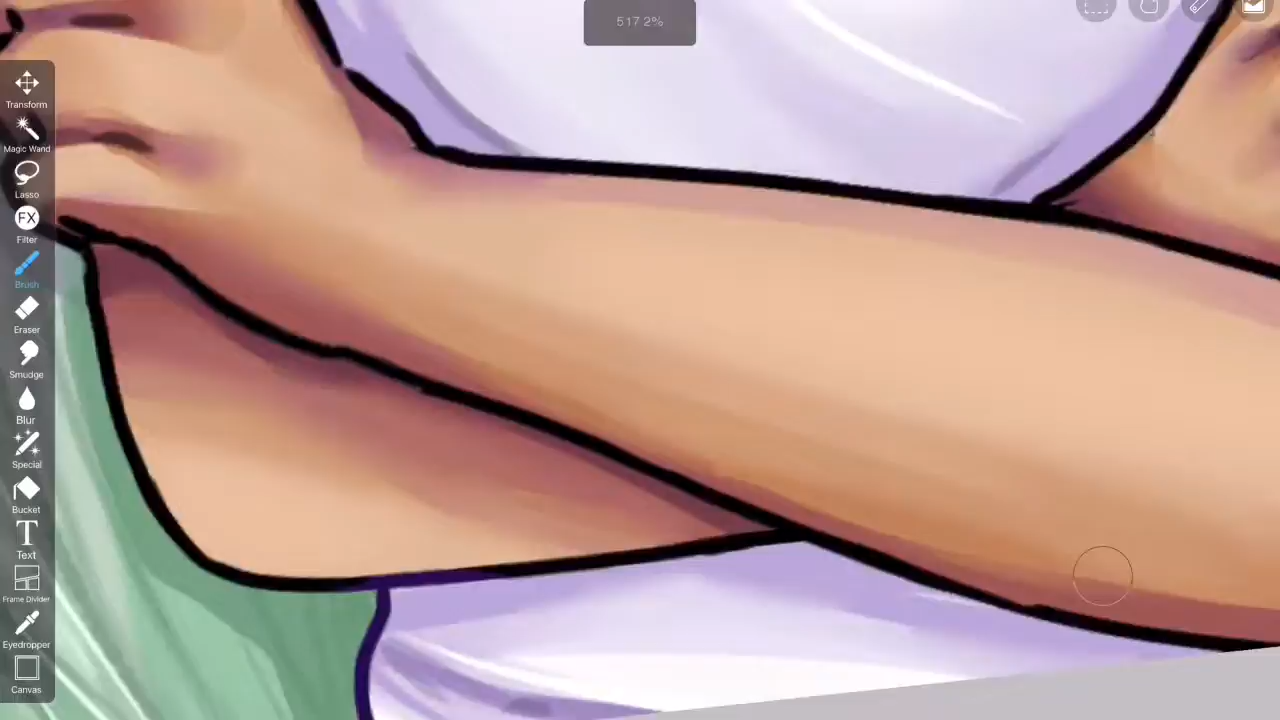 517 2%
Transform
Magic Wand
Lasso
FX
Filter
Brush
Eraser
Smudge
Blur
Special
Bucket
T
Text
Frame Divider
Eyedropper
Canvas